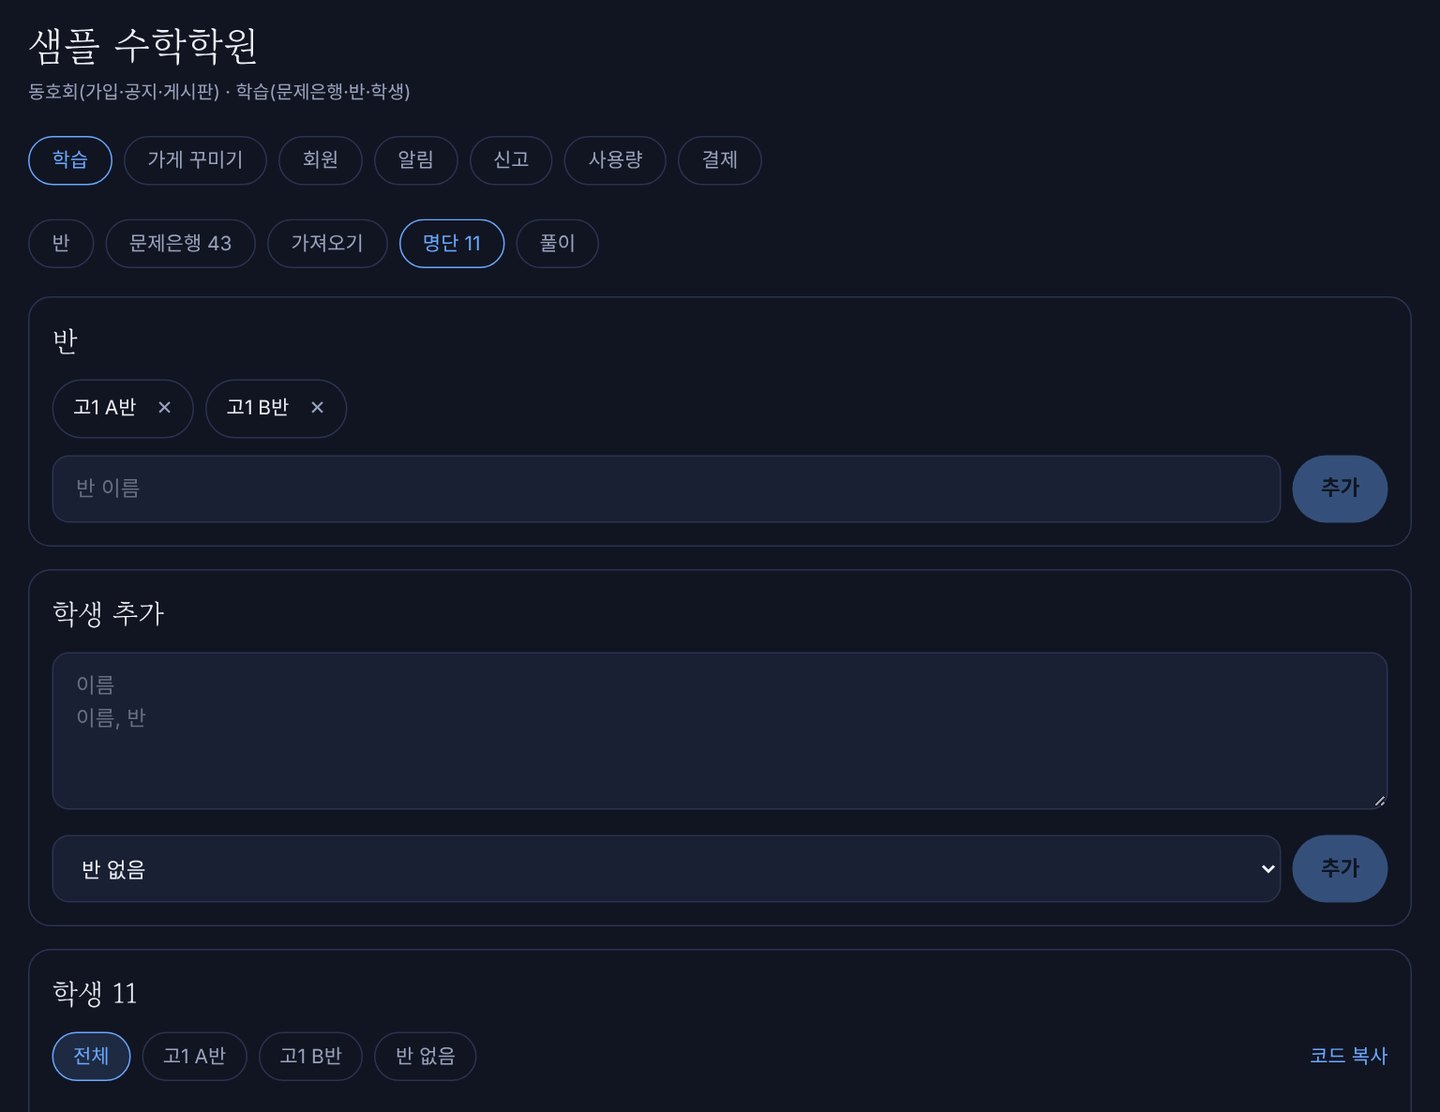 샘플 수학학원
동호회(가입·공지·게시판) · 학습(문제은행·반·학생)
학습 가게 꾸미기 회원 알림 신고 사용량 결제
반 문제은행 43 가져오기 명단 11 풀이
반
고1 A반 ✕ 고1 B반 ✕
반 이름 추가
학생 추가
이름
이름, 반
반 없음 추가
학생 11
전체 고1 A반 고1 B반 반 없음 코드 복사